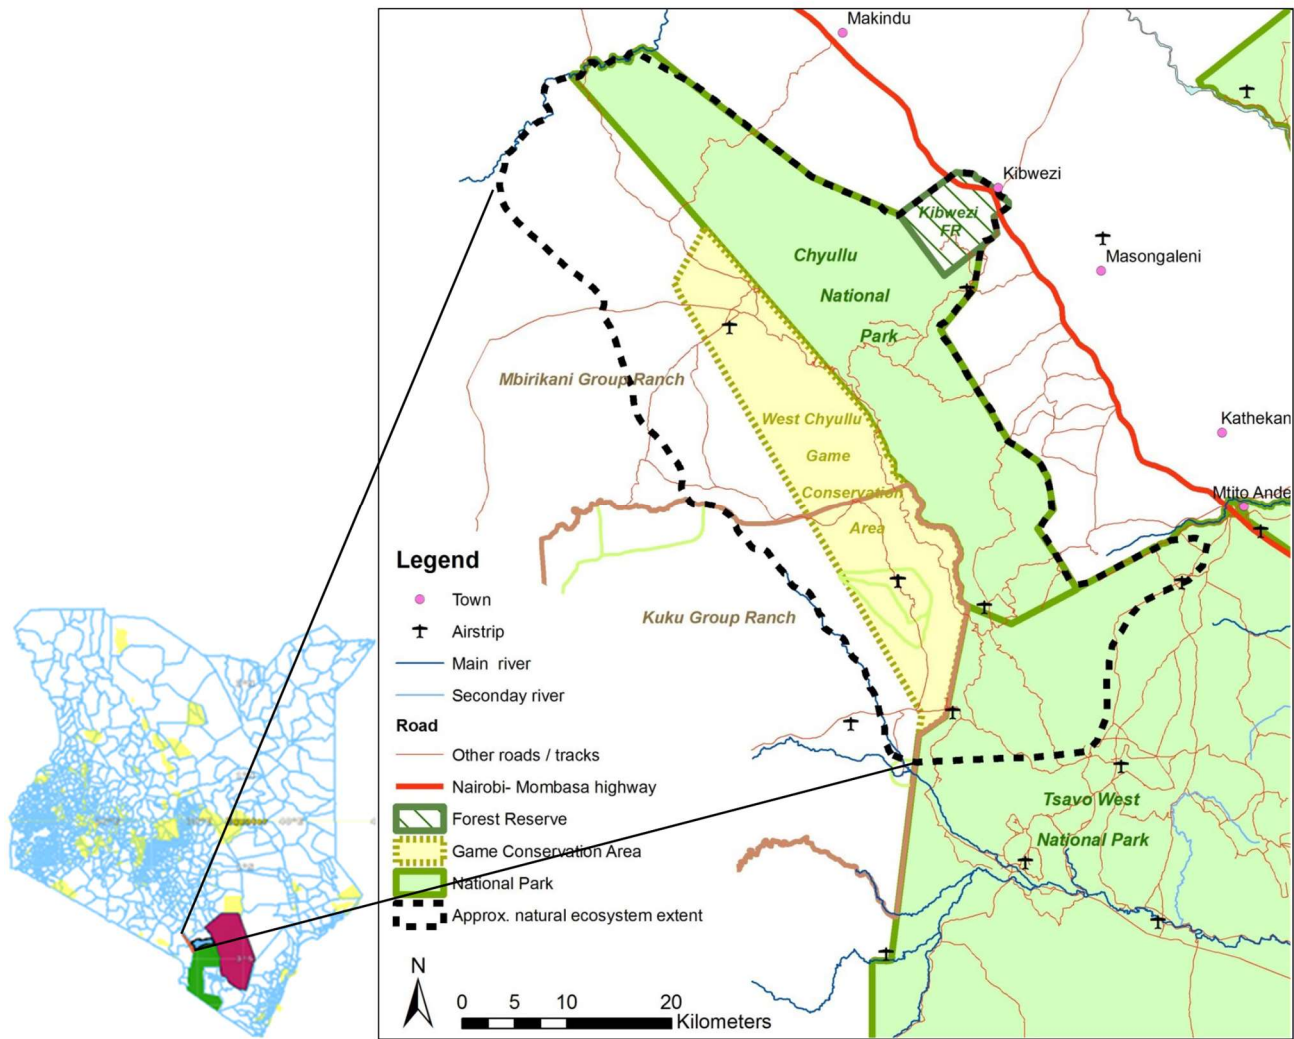 Makindu
Kibwezi
Kibwezi
FR
Masongaleni
Chyullu
National
Park
Mbirikani Group Ranch
West Chyullu
Game
Conservation
Area
Kathekan
Mtito Ande
Kuku Group Ranch
Tsavo West
National Park
Legend
Town
Airstrip
Main river
Seconday river
Road
Other roads / tracks
Nairobi- Mombasa highway
Forest Reserve
Game Conservation Area
National Park
Approx. natural ecosystem extent
N
0 5 10 20
Kilometers